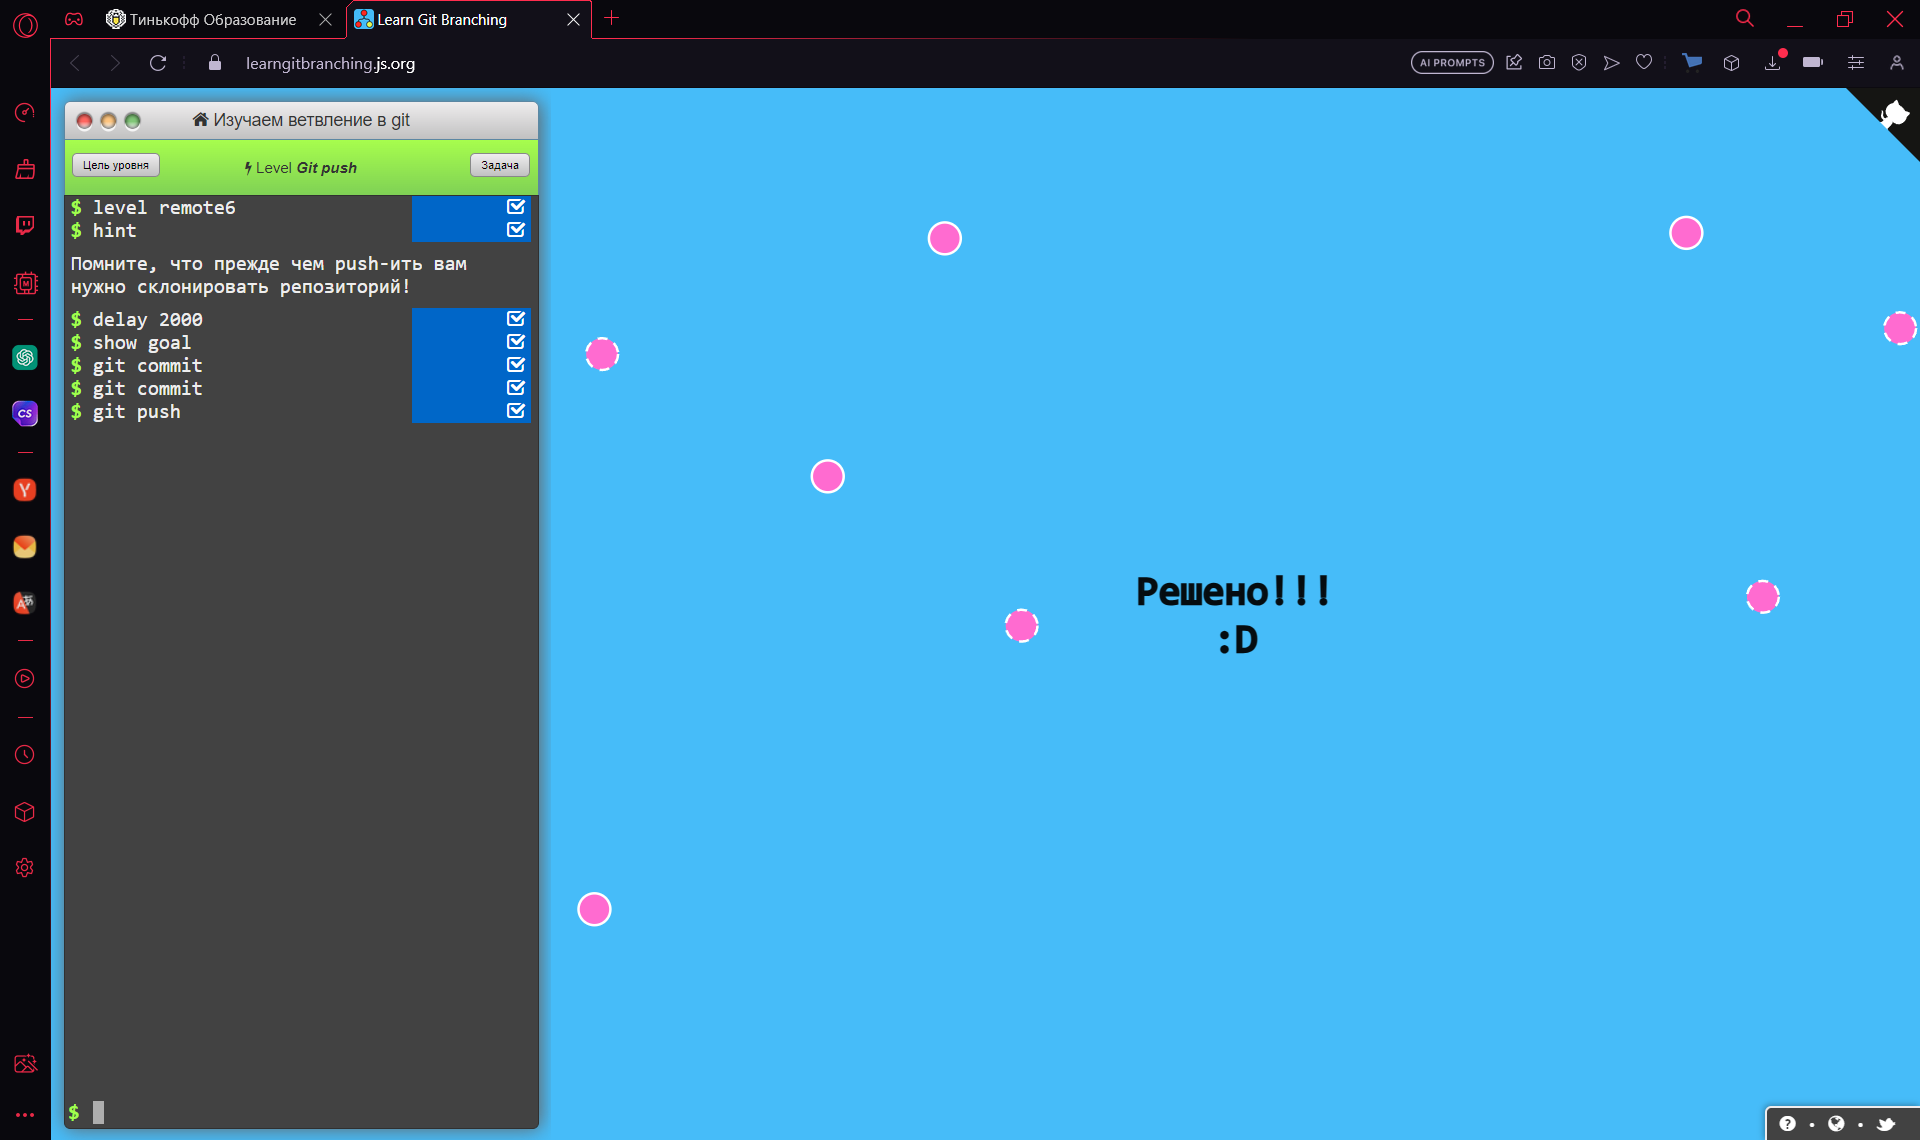 Тинькофф Образование
Learn Git Branching
learngitbranching.js.org
AI PROMPTS
Изучаем ветвление в git
Цель уровня
Level Git push
Задача
$ level remote6
$ hint
Помните, что прежде чем push-ить вам
нужно склонировать репозиторий!
$ delay 2000
$ show goal
$ git commit
$ git commit
$ git push
$
Решено!!!
:D
CS